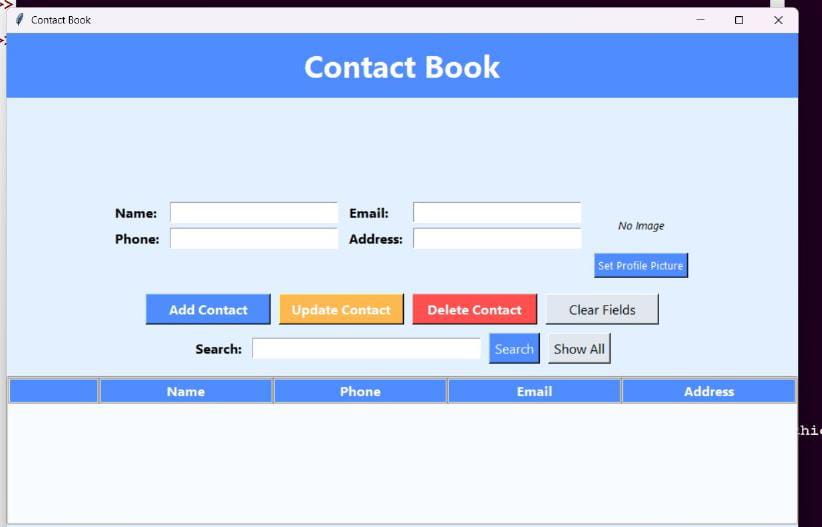 Contact Book
Contact Book
Name: Email:
No Image
Phone: Address:
Set Profile Picture
Add Contact Update Contact Delete Contact Clear Fields
Search: Search Show All
Name Phone Email Address